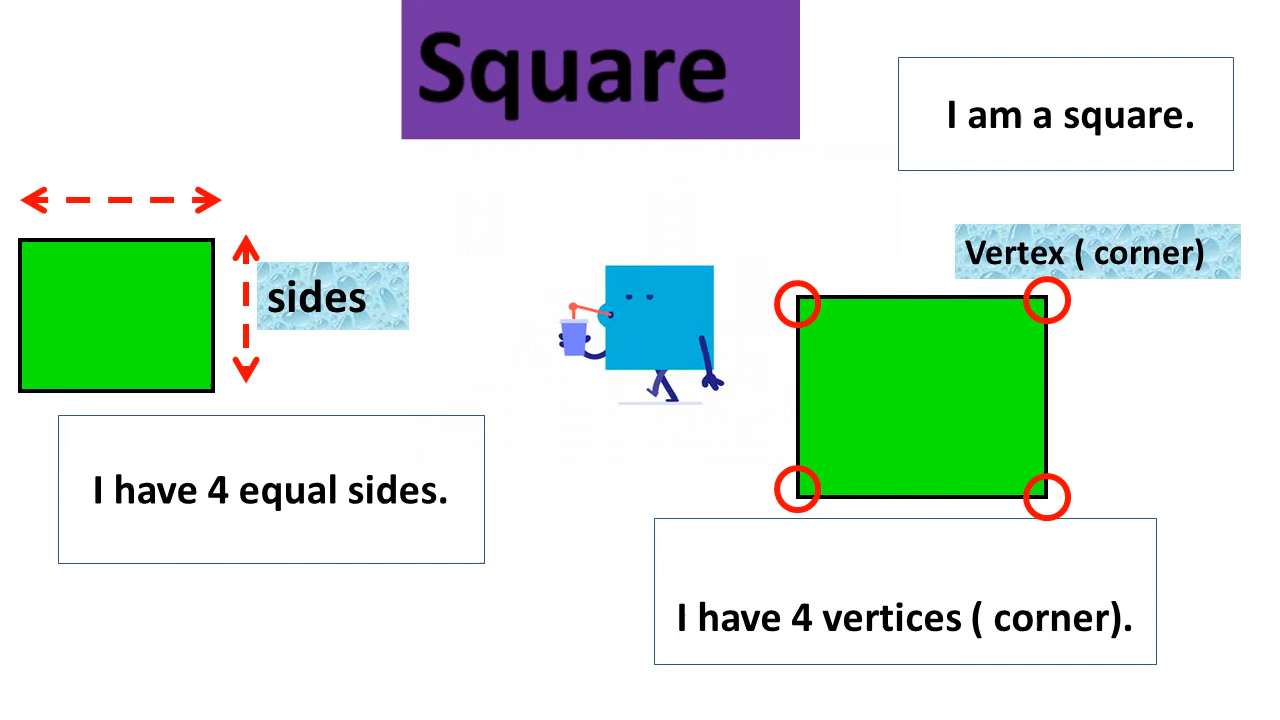 Square
I am a square.
Vertex ( corner)
sides
I have 4 equal sides.
I have 4 vertices ( corner).